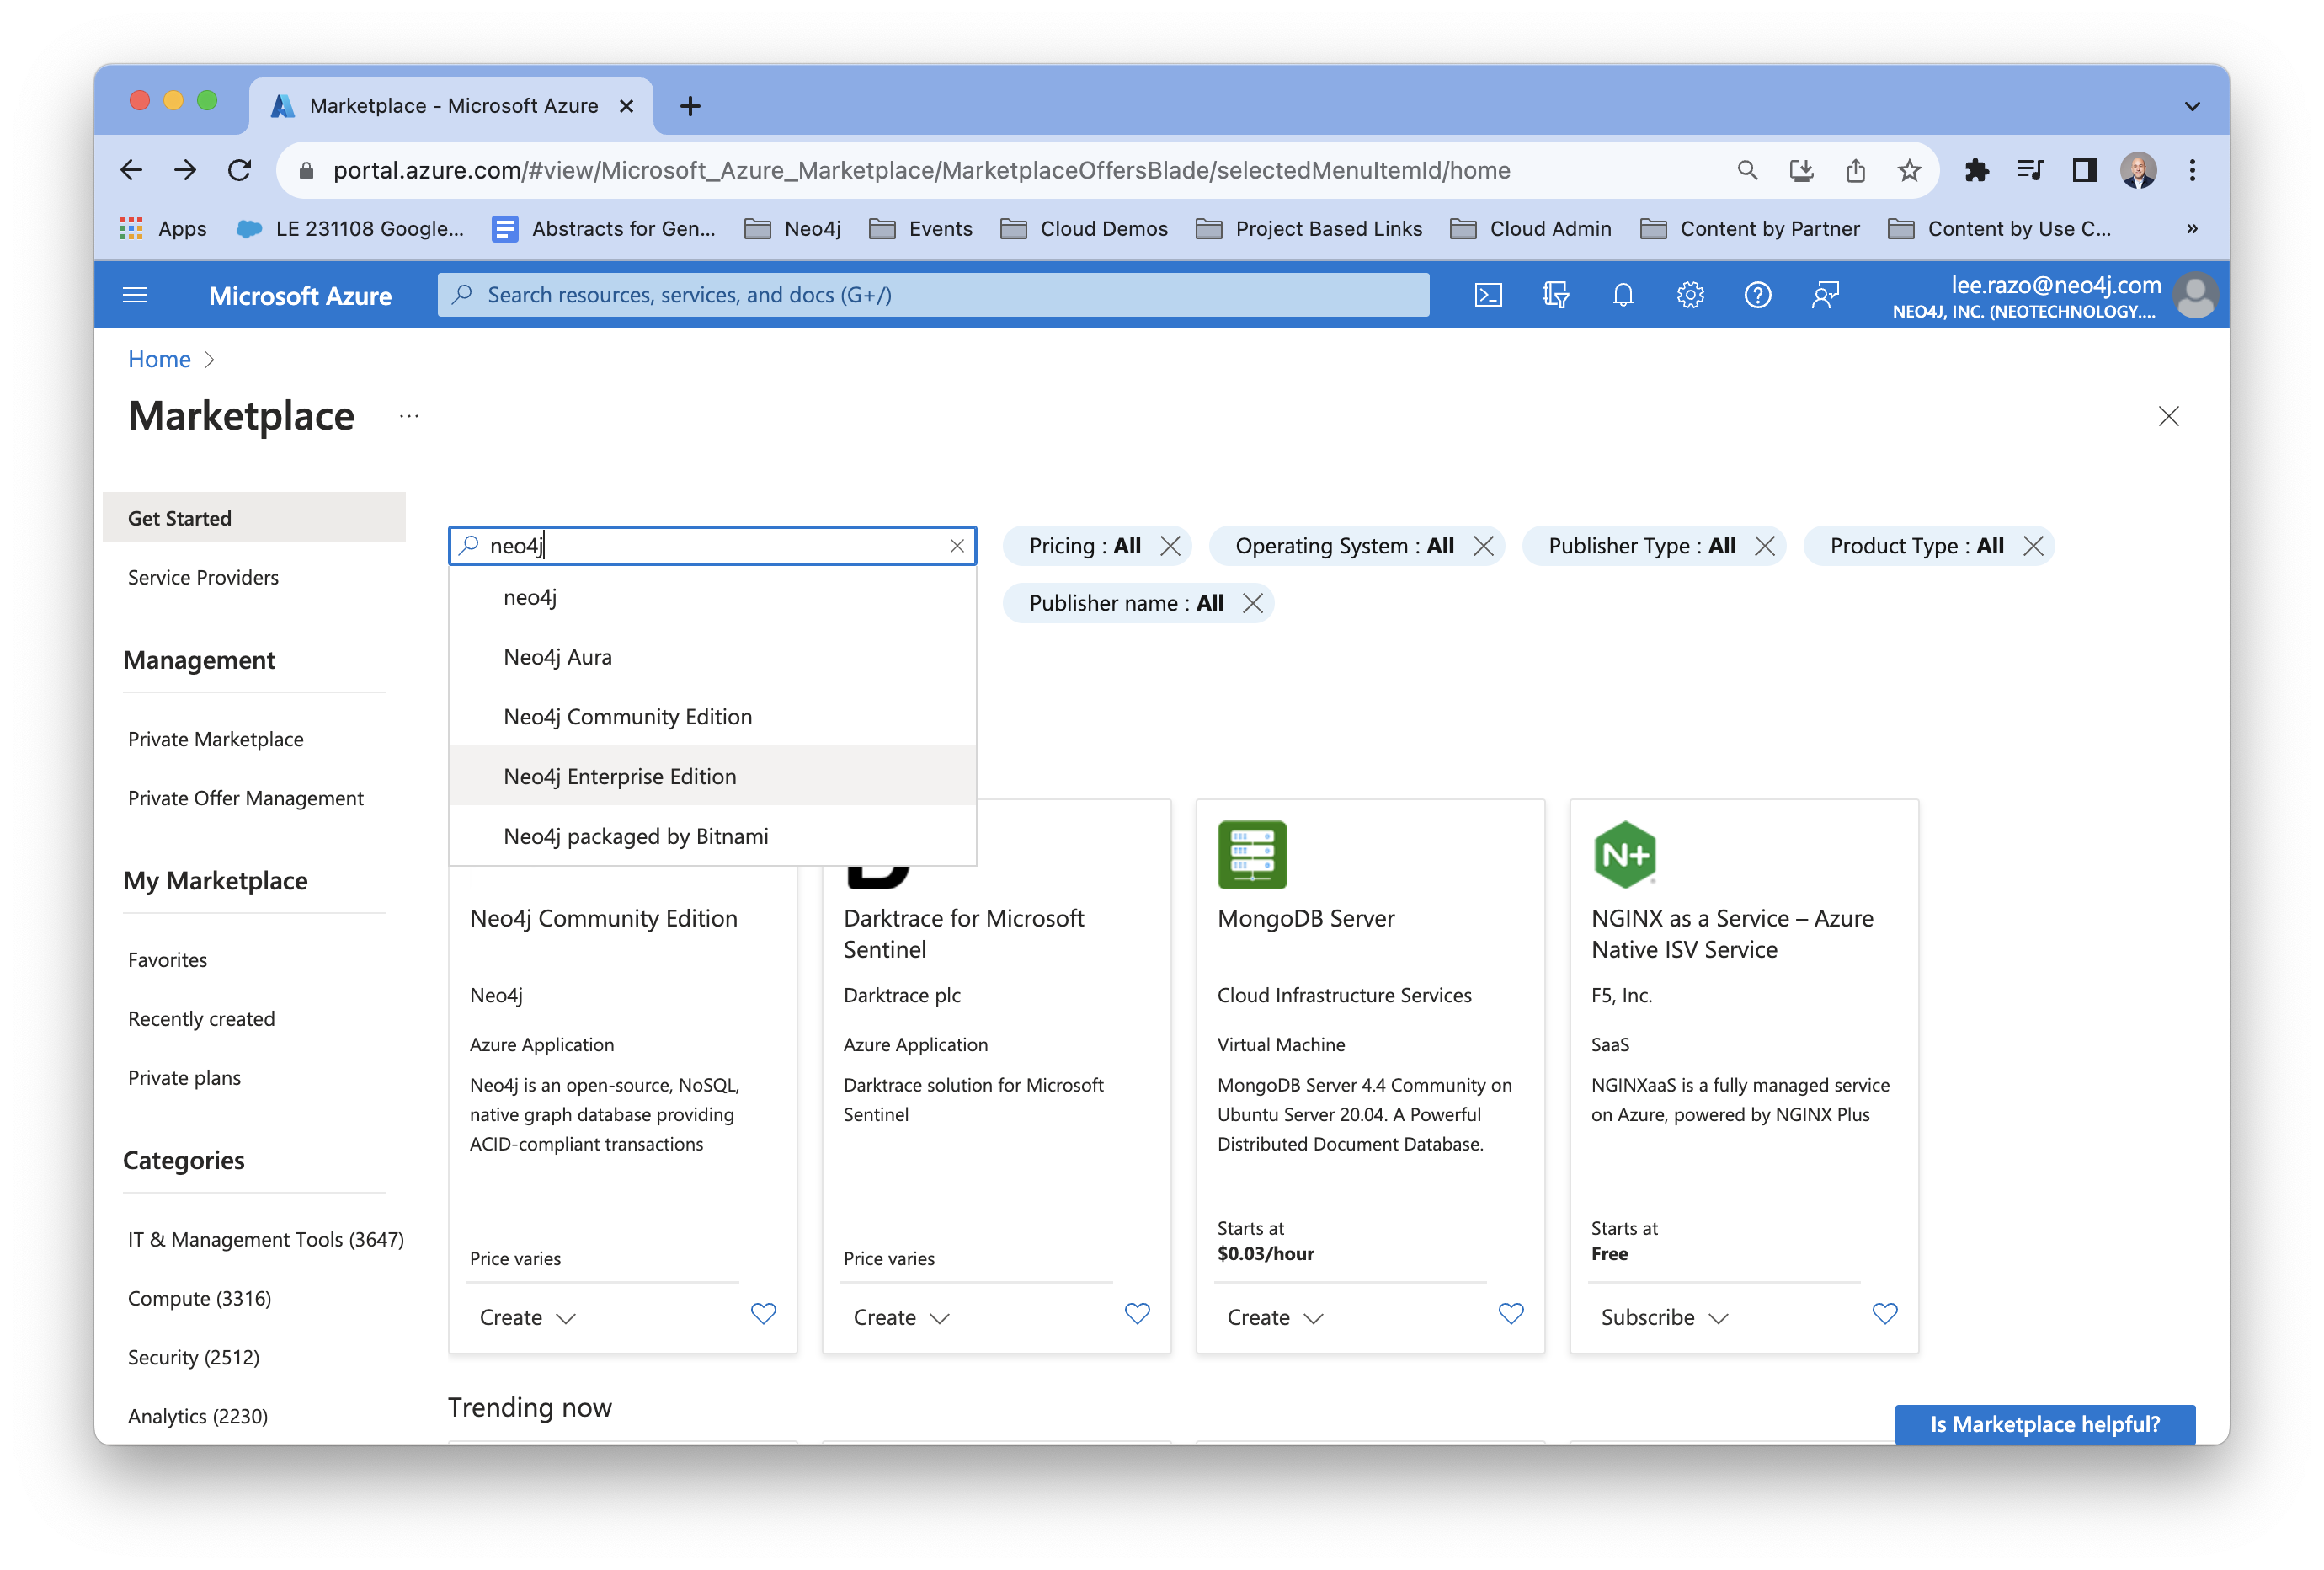 Marketplace - Microsoft Azure
portal.azure.com/#view/Microsoft_Azure_Marketplace/MarketplaceOffersBlade/selectedMenuItemId/home
Apps
LE 231108 Google...
Abstracts for Gen...
Neo4j
Events
Cloud Demos
Project Based Links
Cloud Admin
Content by Partner
Content by Use C...
»
Microsoft Azure
Search resources, services, and docs (G+/)
lee.razo@neo4j.com
NEO4J, INC. (NEOTECHNOLOGY....
Home
Marketplace
...
Get Started
Service Providers
Management
Private Marketplace
Private Offer Management
My Marketplace
Favorites
Recently created
Private plans
Categories
IT & Management Tools (3647)
Compute (3316)
Security (2512)
Analytics (2230)
neo4j
Pricing : All
Operating System : All
Publisher Type : All
Product Type : All
Publisher name : All
neo4j
Neo4j Aura
Neo4j Community Edition
Neo4j Enterprise Edition
Neo4j packaged by Bitnami
Neo4j Community Edition
Neo4j
Azure Application
Neo4j is an open-source, NoSQL,
native graph database providing
ACID-compliant transactions
Price varies
Create
Darktrace for Microsoft
Sentinel
Darktrace plc
Azure Application
Darktrace solution for Microsoft
Sentinel
Price varies
Create
MongoDB Server
Cloud Infrastructure Services
Virtual Machine
MongoDB Server 4.4 Community on
Ubuntu Server 20.04. A Powerful
Distributed Document Database.
Starts at
$0.03/hour
Create
N+
NGINX as a Service – Azure
Native ISV Service
F5, Inc.
SaaS
NGINXaaS is a fully managed service
on Azure, powered by NGINX Plus
Starts at
Free
Subscribe
Trending now
Is Marketplace helpful?